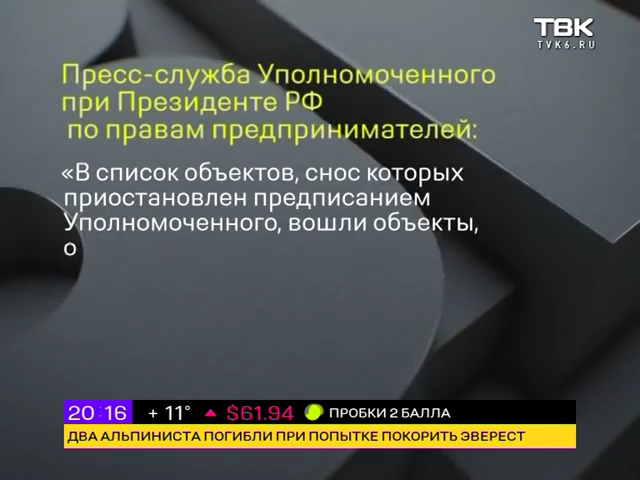 ТВК
TVK6.RU
Пресс-служба Уполномоченного
при Президенте РФ
по правам предпринимателей:
«В список объектов, снос которых
приостановлен предписанием
Уполномоченного, вошли объекты,
о
20:16 + 11° $61.94 ПРОБКИ 2 БАЛЛА
ДВА АЛЬПИНИСТА ПОГИБЛИ ПРИ ПОПЫТКЕ ПОКОРИТЬ ЭВЕРЕСТ